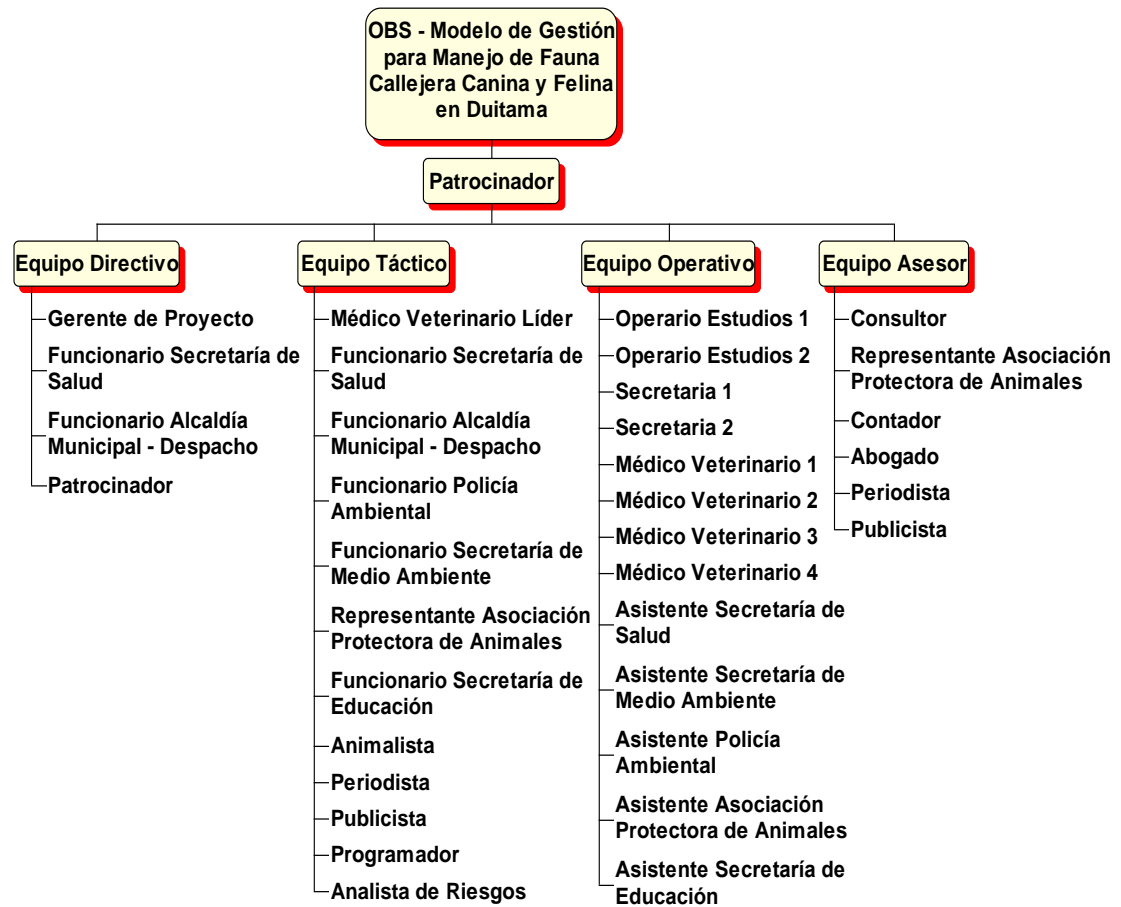 OBS - Modelo de Gestión
para Manejo de Fauna
Callejera Canina y Felina
en Duitama
Patrocinador
Equipo Directivo
Gerente de Proyecto
Funcionario Secretaría de
Salud
Funcionario Alcaldía
Municipal - Despacho
Patrocinador
Equipo Táctico
Médico Veterinario Líder
Funcionario Secretaría de
Salud
Funcionario Alcaldía
Municipal - Despacho
Funcionario Policía
Ambiental
Funcionario Secretaría de
Medio Ambiente
Representante Asociación
Protectora de Animales
Funcionario Secretaría de
Educación
Animalista
Periodista
Publicista
Programador
Analista de Riesgos
Equipo Operativo
Operario Estudios 1
Operario Estudios 2
Secretaria 1
Secretaria 2
Médico Veterinario 1
Médico Veterinario 2
Médico Veterinario 3
Médico Veterinario 4
Asistente Secretaría de
Salud
Asistente Secretaría de
Medio Ambiente
Asistente Policía
Ambiental
Asistente Asociación
Protectora de Animales
Asistente Secretaría de
Educación
Equipo Asesor
Consultor
Representante Asociación
Protectora de Animales
Contador
Abogado
Periodista
Publicista